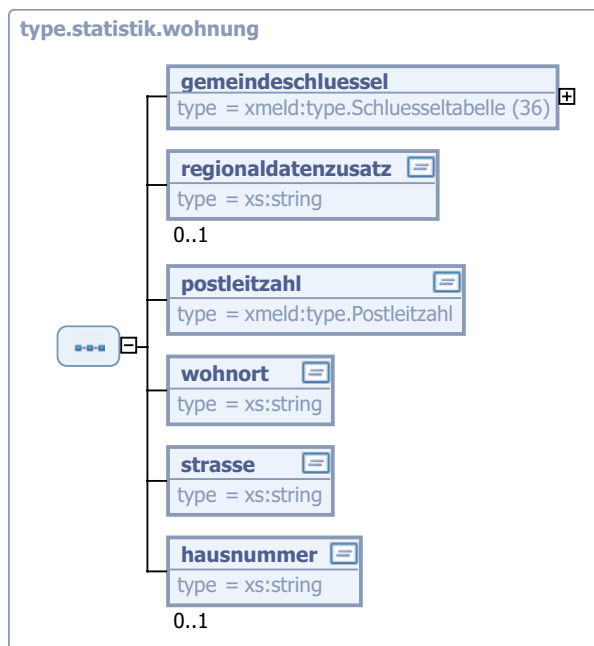 type.statistik.wohnung
gemeindeschluessel
type = xmeld:type.Schluesseltabelle (36)
regionaldatenzusatz
type = xs:string
0..1
postleitzahl
type = xmeld:type.Postleitzahl
wohnort
type = xs:string
strasse
type = xs:string
hausnummer
type = xs:string
0..1